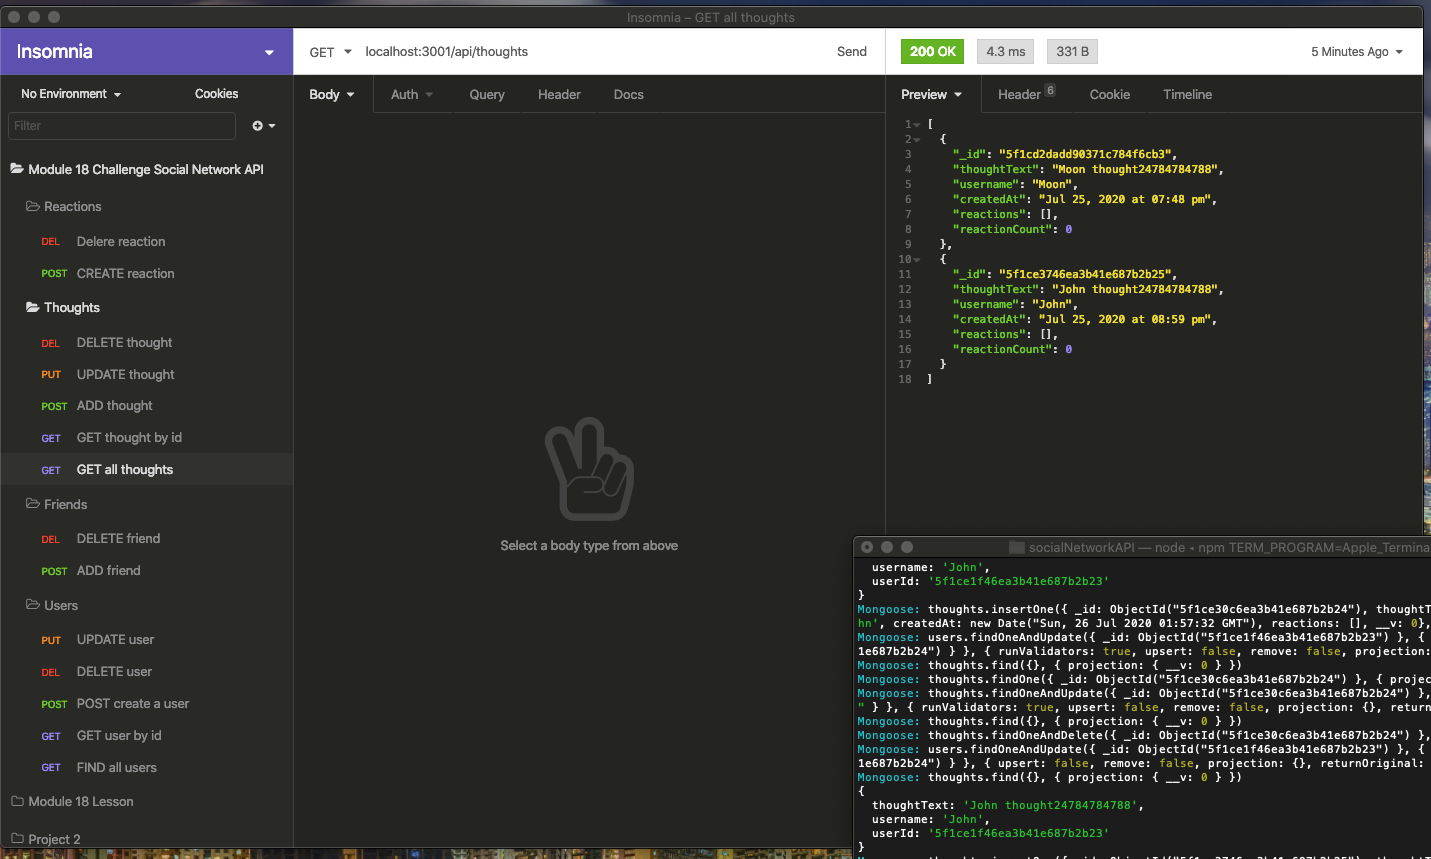 Insomnia – GET all thoughts
Insomnia
GET localhost:3001/api/thoughts Send
200 OK 4.3 ms 331 B 5 Minutes Ago
No Environment Cookies
Filter
Module 18 Challenge Social Network API
Reactions
DEL Delere reaction
POST CREATE reaction
Thoughts
DEL DELETE thought
PUT UPDATE thought
POST ADD thought
GET GET thought by id
GET GET all thoughts
Friends
DEL DELETE friend
POST ADD friend
Users
PUT UPDATE user
DEL DELETE user
POST POST create a user
GET GET user by id
GET FIND all users
Module 18 Lesson
Project 2
Body Auth Query Header Docs
Select a body type from above
Preview Header 6 Cookie Timeline
1 [
2 {
3 "_id": "5f1cd2dadd90371c784f6cb3",
4 "thoughtText": "Moon thought24784784788",
5 "username": "Moon",
6 "createdAt": "Jul 25, 2020 at 07:48 pm",
7 "reactions": [],
8 "reactionCount": 0
9 },
10 {
11 "_id": "5f1ce3746ea3b41e687b2b25",
12 "thoughtText": "John thought24784784788",
13 "username": "John",
14 "createdAt": "Jul 25, 2020 at 08:59 pm",
15 "reactions": [],
16 "reactionCount": 0
17 }
18 ]
socialNetworkAPI — node ◂ npm TERM_PROGRAM=Apple_Termina
username: 'John',
userId: '5f1ce1f46ea3b41e687b2b23'
}
Mongoose: thoughts.insertOne({ _id: ObjectId("5f1ce30c6ea3b41e687b2b24"), thoughtT
hn', createdAt: new Date("Sun, 26 Jul 2020 01:57:32 GMT"), reactions: [], __v: 0},
Mongoose: users.findOneAndUpdate({ _id: ObjectId("5f1ce1f46ea3b41e687b2b23") }, {
1e687b2b24") } }, { runValidators: true, upsert: false, remove: false, projection:
Mongoose: thoughts.find({}, { projection: { __v: 0 } })
Mongoose: thoughts.findOne({ _id: ObjectId("5f1ce30c6ea3b41e687b2b24") }, { projec
Mongoose: thoughts.findOneAndUpdate({ _id: ObjectId("5f1ce30c6ea3b41e687b2b24") },
" } }, { runValidators: true, upsert: false, remove: false, projection: {}, return
Mongoose: thoughts.find({}, { projection: { __v: 0 } })
Mongoose: thoughts.findOneAndDelete({ _id: ObjectId("5f1ce30c6ea3b41e687b2b24") },
Mongoose: users.findOneAndUpdate({ _id: ObjectId("5f1ce1f46ea3b41e687b2b23") }, {
1e687b2b24") } }, { upsert: false, remove: false, projection: {}, returnOriginal:
Mongoose: thoughts.find({}, { projection: { __v: 0 } })
{
thoughtText: 'John thought24784784788',
username: 'John',
userId: '5f1ce1f46ea3b41e687b2b23'
}